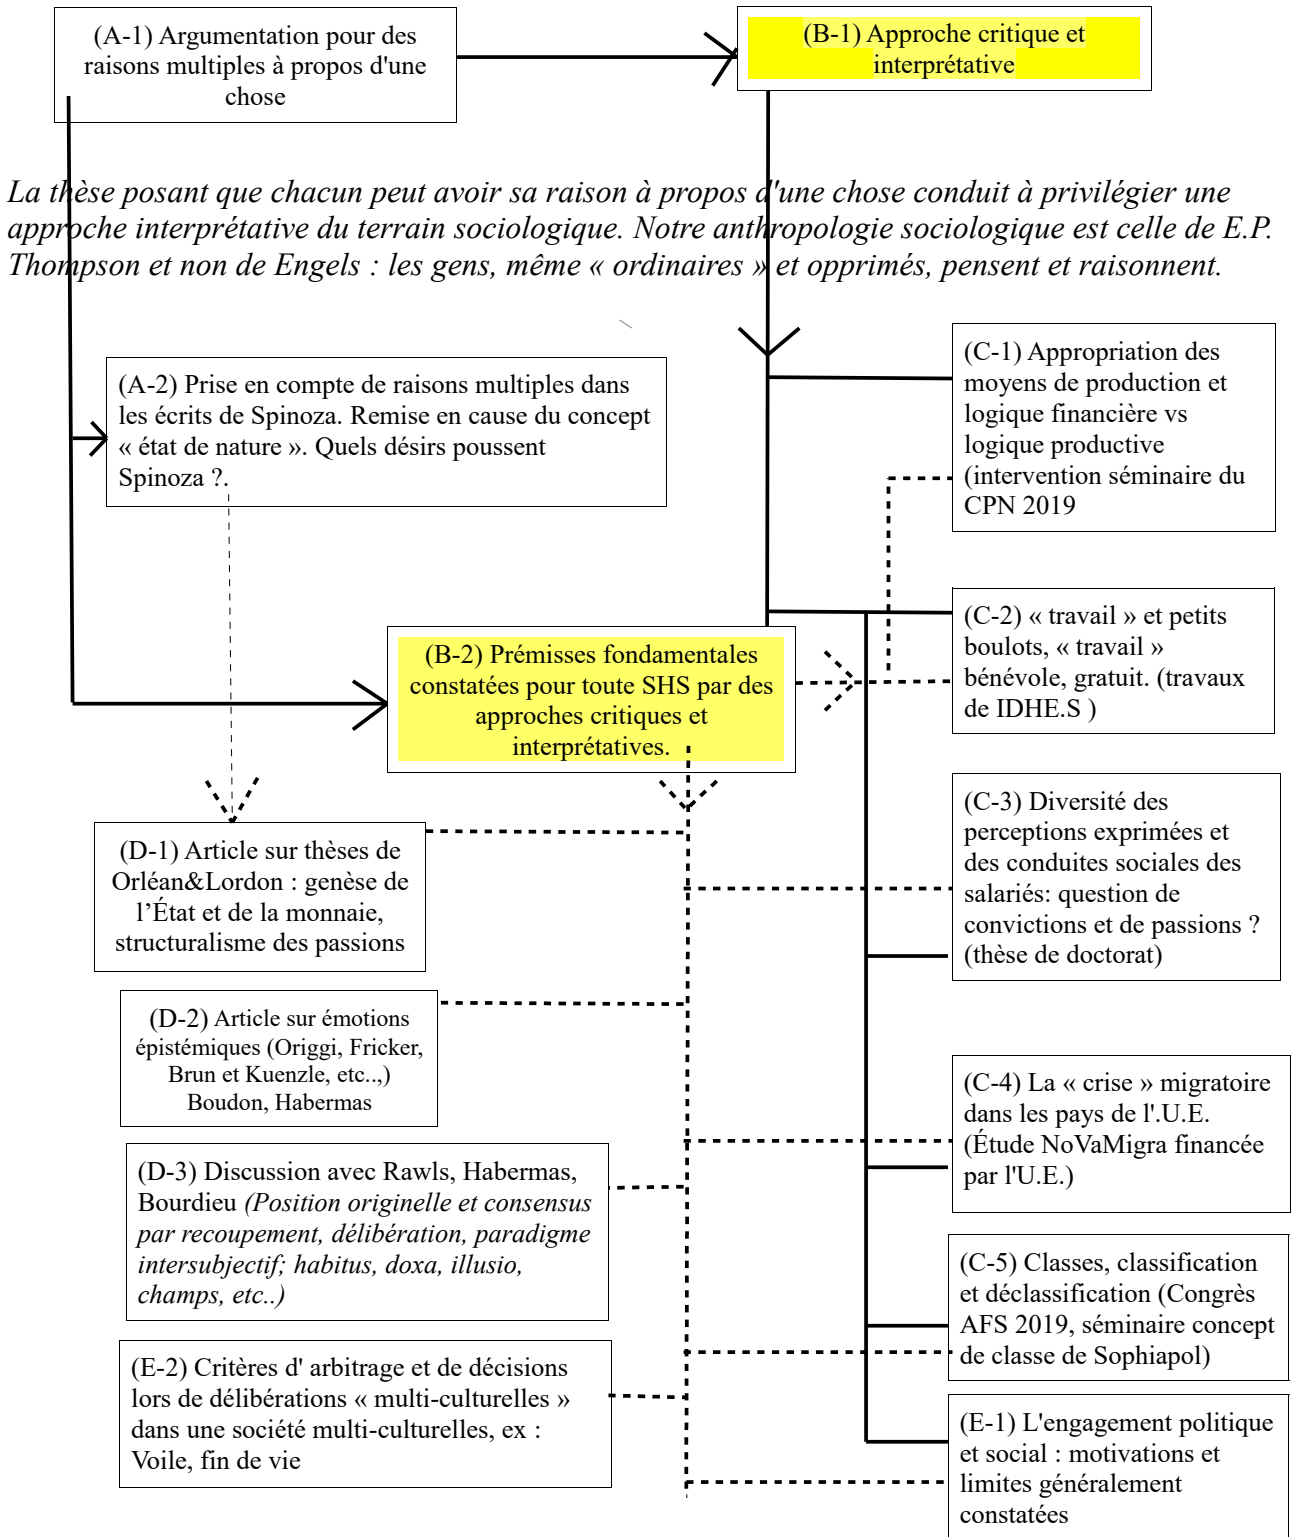 (A-1) Argumentation pour des
raisons multiples à propos d'une
chose
(B-1) Approche critique et
interprétative
La thèse posant que chacun peut avoir sa raison à propos d'une chose conduit à privilégier une
approche interprétative du terrain sociologique. Notre anthropologie sociologique est celle de E.P.
Thompson et non de Engels : les gens, même « ordinaires » et opprimés, pensent et raisonnent.
(A-2) Prise en compte de raisons multiples dans
les écrits de Spinoza. Remise en cause du concept
« état de nature ». Quels désirs poussent
Spinoza ?.
(C-1) Appropriation des
moyens de production et
logique financière vs
logique productive
(intervention séminaire du
CPN 2019
(C-2) « travail » et petits
boulots, « travail »
bénévole, gratuit. (travaux
de IDHE.S )
(B-2) Prémisses fondamentales
constatées pour toute SHS par des
approches critiques et
interprétatives.
(C-3) Diversité des
perceptions exprimées et
des conduites sociales des
salariés: question de
convictions et de passions ?
(thèse de doctorat)
(D-1) Article sur thèses de
Orléan&Lordon : genèse de
l’État et de la monnaie,
structuralisme des passions
(D-2) Article sur émotions
épistémiques (Origgi, Fricker,
Brun et Kuenzle, etc..,)
Boudon, Habermas
(C-4) La « crise » migratoire
dans les pays de l'.U.E.
(Étude NoVaMigra financée
par l'U.E.)
(D-3) Discussion avec Rawls, Habermas,
Bourdieu (Position originelle et consensus
par recoupement, délibération, paradigme
intersubjectif; habitus, doxa, illusio,
champs, etc..)
(C-5) Classes, classification
et déclassification (Congrès
AFS 2019, séminaire concept
de classe de Sophiapol)
(E-2) Critères d' arbitrage et de décisions
lors de délibérations « multi-culturelles »
dans une société multi-culturelles, ex :
Voile, fin de vie
(E-1) L'engagement politique
et social : motivations et
limites généralement
constatées